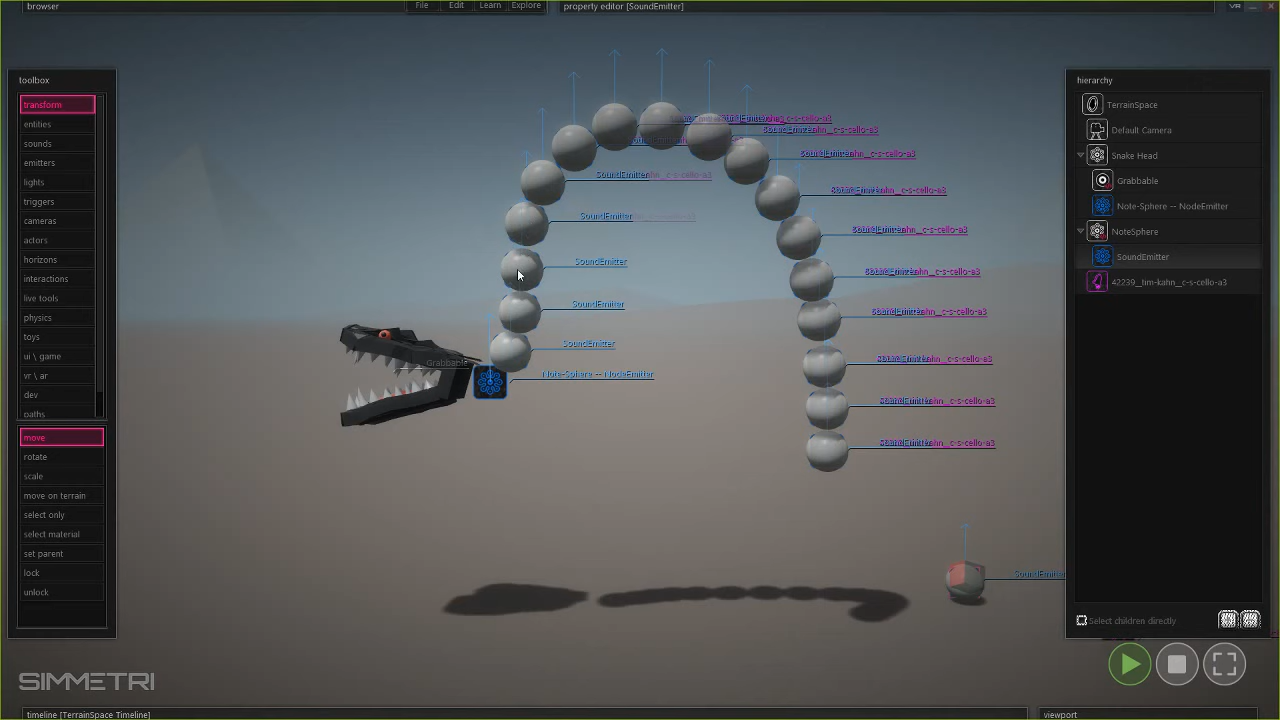 browser
File
Edit
Learn
Explore
property editor [SoundEmitter]
VR
toolbox
transform
entities
sounds
emitters
lights
triggers
cameras
actors
horizons
interactions
live tools
physics
toys
ui \ game
vr \ ar
dev
paths
move
rotate
scale
move on terrain
select only
select material
set parent
lock
unlock
SoundEmitter
SoundEmitter
SoundEmitter
SoundEmitter
SoundEmitter
Grabbable
Note-Sphere -- NodeEmitter
SoundEmitter
hierarchy
TerrainSpace
Default Camera
Snake Head
Grabbable
Note-Sphere -- NodeEmitter
NoteSphere
SoundEmitter
42239__hm-kahn__c-s-cello-a3
Select children directly
SIMMETRI
timeline [TerrainSpace Timeline]
viewport